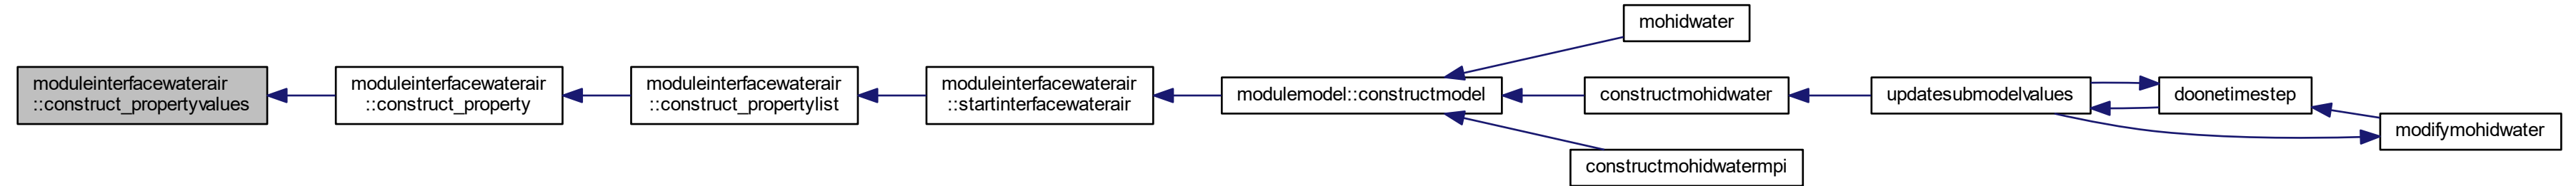 moduleinterfacewaterair
::construct_propertyvalues
moduleinterfacewaterair
::construct_property
moduleinterfacewaterair
::construct_propertylist
moduleinterfacewaterair
::startinterfacewaterair
modulemodel::constructmodel
mohidwater
constructmohidwater
constructmohidwatermpi
updatesubmodelvalues
doonetimestep
modifymohidwater